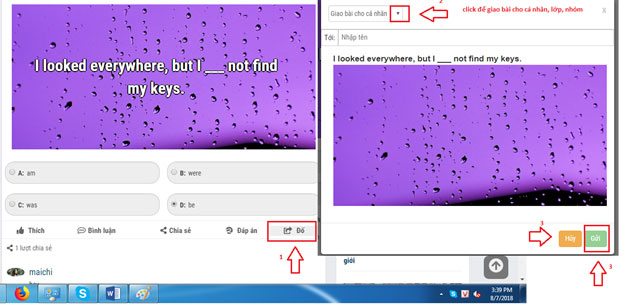 I looked everywhere, but I ___ not find
my keys.
A: am
B: were
C: was
D: be
Thích
Bình luận
Chia sẻ
Đáp án
Đố
1 lượt chia sẻ
maichi
1
Giao bài cho cá nhân
2
click để giao bài cho cá nhân, lớp, nhóm
X
Tới:
Nhập tên
I looked everywhere, but I ___ not find my keys.
3
Hủy
Gửi
3
giới
3:39 PM
8/7/2018